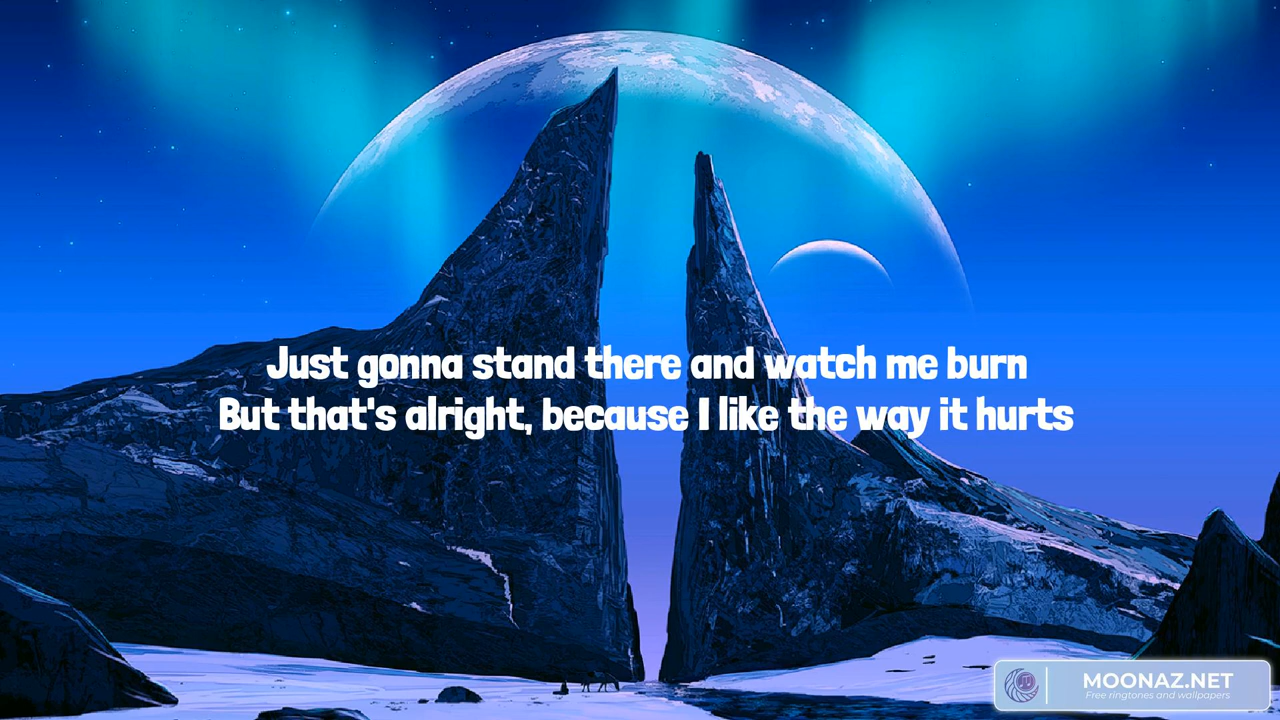 Just gonna stand there and watch me burn
But that's alright, because I like the way it hurts
MOONAZ.NET
Free ringtones and wallpapers